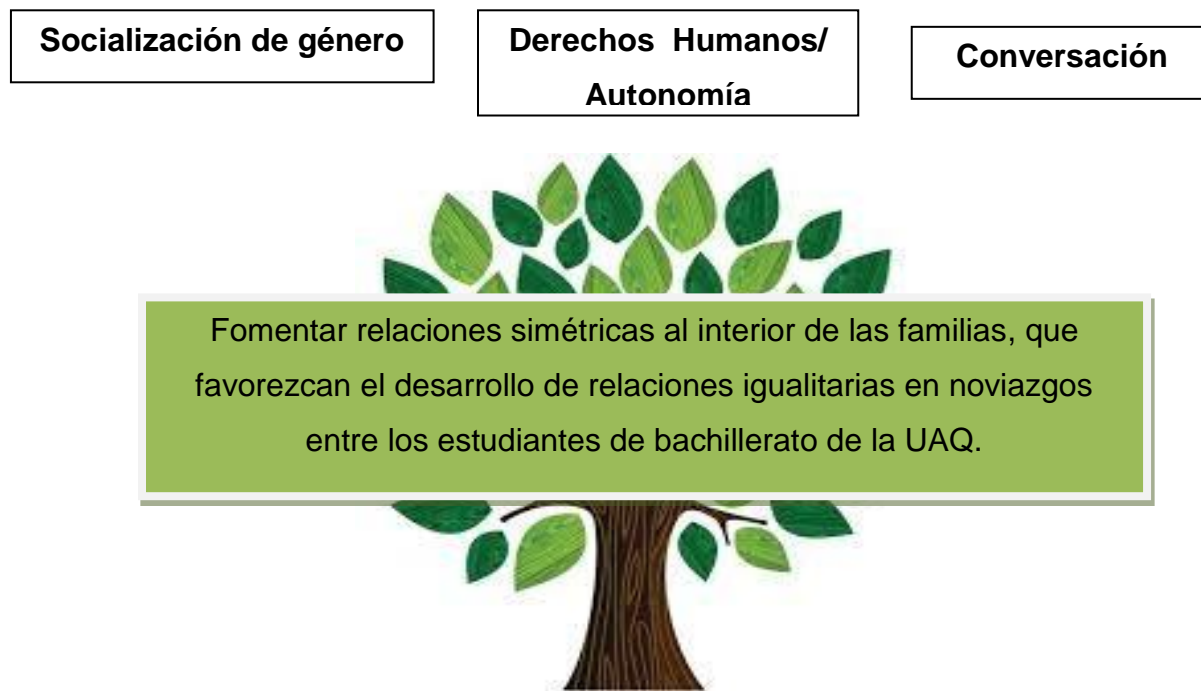 Socialización de género
Derechos Humanos/
Autonomía
Conversación
Fomentar relaciones simétricas al interior de las familias, que
favorezcan el desarrollo de relaciones igualitarias en noviazgos
entre los estudiantes de bachillerato de la UAQ.